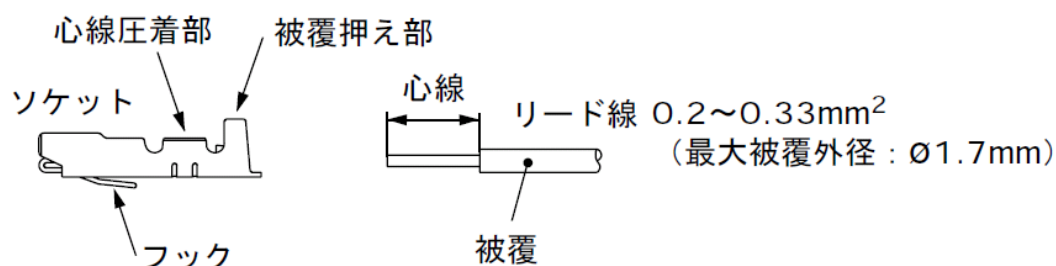 心線圧着部
被覆押え部
ソケット
心線
リード線 0.2～0.33mm²
（最大被覆外径：Ø1.7mm）
フック
被覆